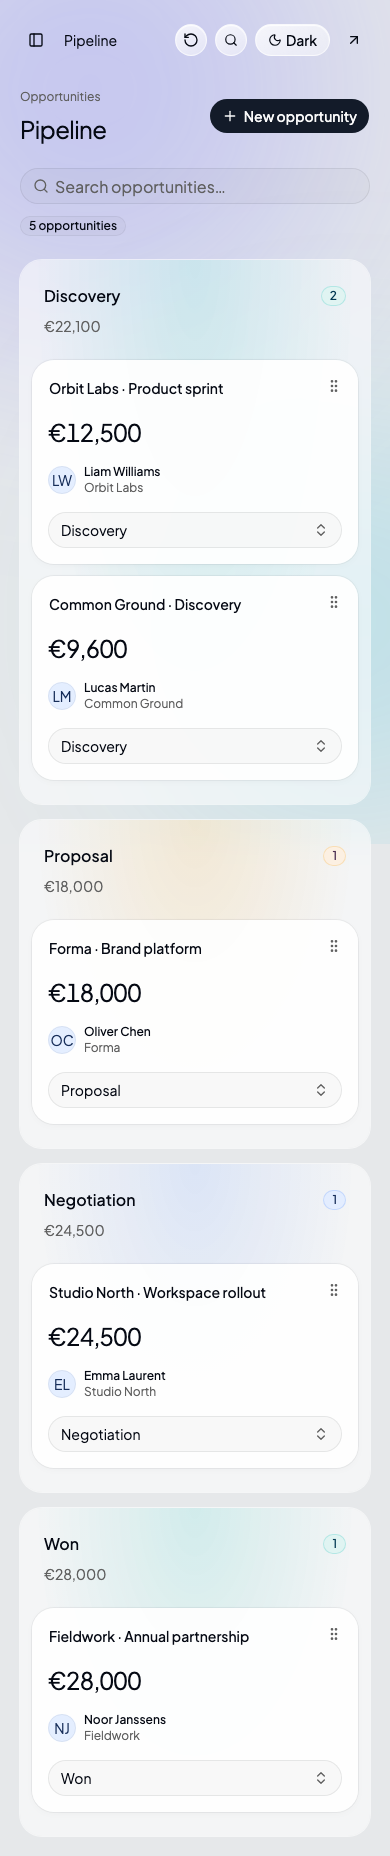 Pipeline
Dark
Opportunities
Pipeline
New opportunity
Search opportunities...
5 opportunities
Discovery
2
€22,100
Orbit Labs · Product sprint
€12,500
LW
Liam Williams
Orbit Labs
Discovery
Common Ground · Discovery
€9,600
LM
Lucas Martin
Common Ground
Discovery
Proposal
1
€18,000
Forma · Brand platform
€18,000
OC
Oliver Chen
Forma
Proposal
Negotiation
1
€24,500
Studio North · Workspace rollout
€24,500
EL
Emma Laurent
Studio North
Negotiation
Won
1
€28,000
Fieldwork · Annual partnership
€28,000
NJ
Noor Janssens
Fieldwork
Won